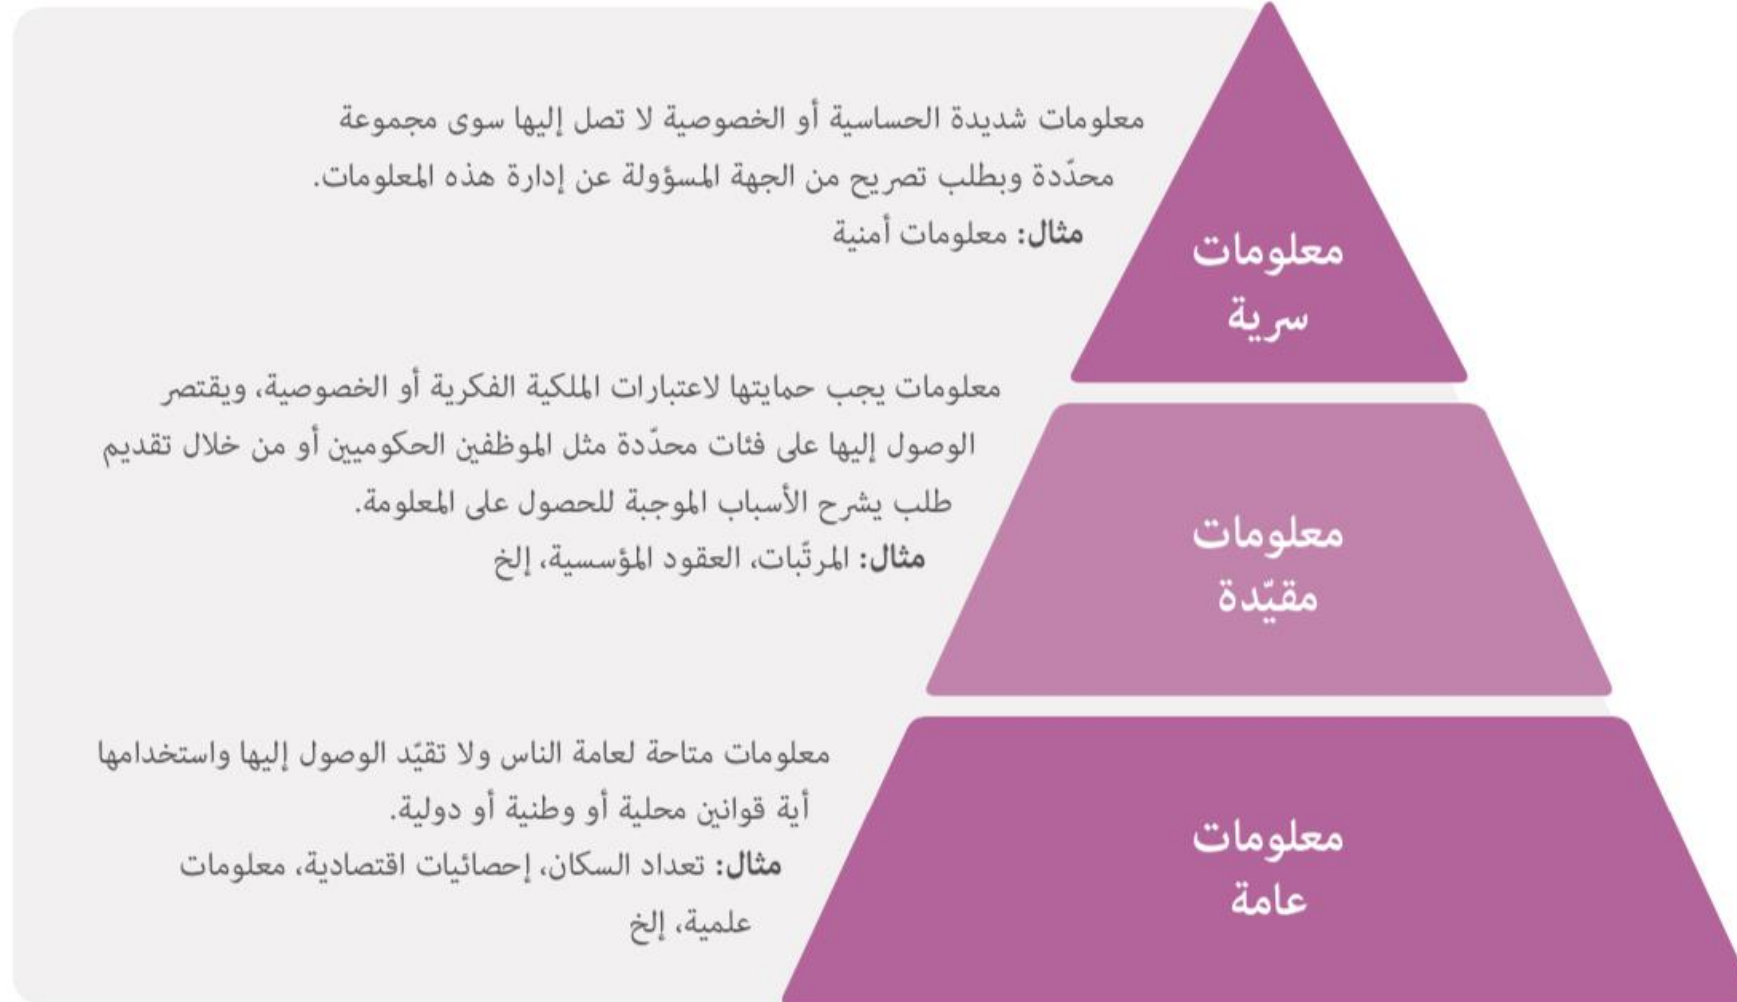 معلومات شديدة الحساسية أو الخصوصية لا تصل إليها سوى مجموعة
محدّدة وبطلب تصريح من الجهة المسؤولة عن إدارة هذه المعلومات.
مثال: معلومات أمنية
معلومات
سرية
معلومات يجب حمايتها لاعتبارات الملكية الفكرية أو الخصوصية، ويقتصر
الوصول إليها على فئات محدّدة مثل الموظفين الحكوميين أو من خلال تقديم
طلب يشرح الأسباب الموجبة للحصول على المعلومة.
مثال: المرتّبات، العقود المؤسسية، إلخ
معلومات
مقيّدة
معلومات متاحة لعامة الناس ولا تقيّد الوصول إليها واستخدامها
أية قوانين محلية أو وطنية أو دولية.
مثال: تعداد السكان، إحصائيات اقتصادية، معلومات
علمية، إلخ
معلومات
عامة